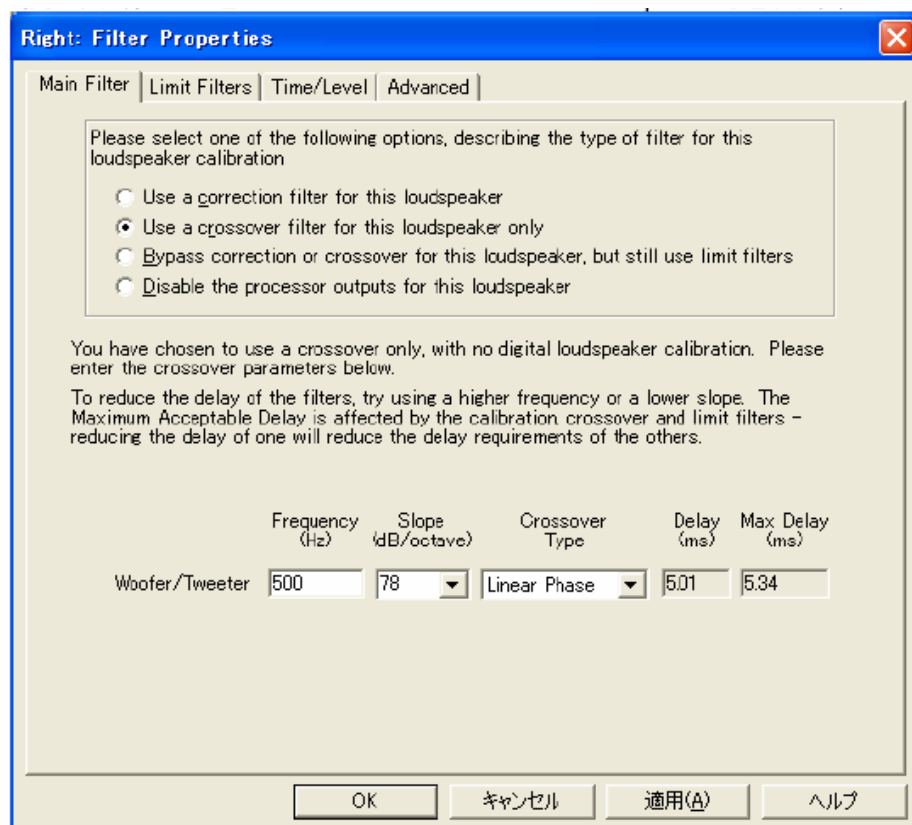 Right: Filter Properties
Main Filter Limit Filters Time/Level Advanced
Please select one of the following options, describing the type of filter for this
loudspeaker calibration
Use a correction filter for this loudspeaker
Use a crossover filter for this loudspeaker only
Bypass correction or crossover for this loudspeaker, but still use limit filters
Disable the processor outputs for this loudspeaker
You have chosen to use a crossover only, with no digital loudspeaker calibration. Please
enter the crossover parameters below.
To reduce the delay of the filters, try using a higher frequency or a lower slope. The
Maximum Acceptable Delay is affected by the calibration crossover and limit filters -
reducing the delay of one will reduce the delay requirements of the others.
Frequency Slope Crossover Delay Max Delay
(Hz) (dB/octave) Type (ms) (ms)
Woofer/Tweeter 500 78 Linear Phase 5.01 5.34
OK キャンセル 適用(A) ヘルプ